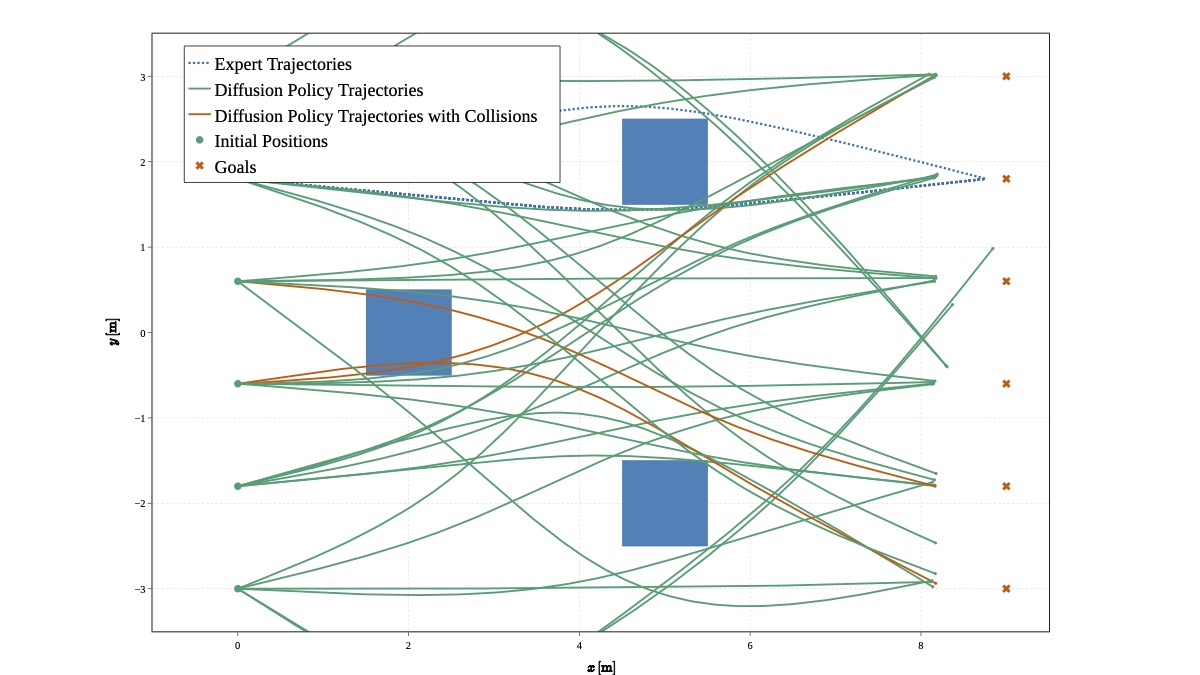 Expert Trajectories
Diffusion Policy Trajectories
Diffusion Policy Trajectories with Collisions
Initial Positions
Goals
3
2
1
0
−1
−2
−3
y [m]
0
2
4
6
8
x [m]